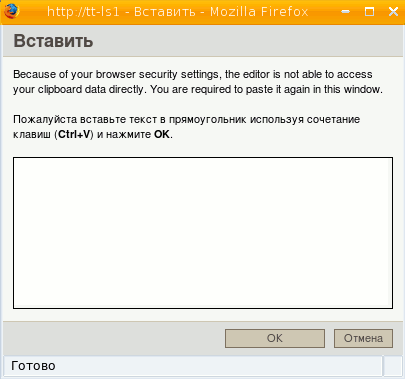 http://tt-ls1 - Вставить - Mozilla Firefox
Вставить
Because of your browser security settings, the editor is not able to access
your clipboard data directly. You are required to paste it again in this window.
Пожалуйста вставьте текст в прямоугольник используя сочетание
клавиш (Ctrl+V) и нажмите OK.
OK
Отмена
Готово